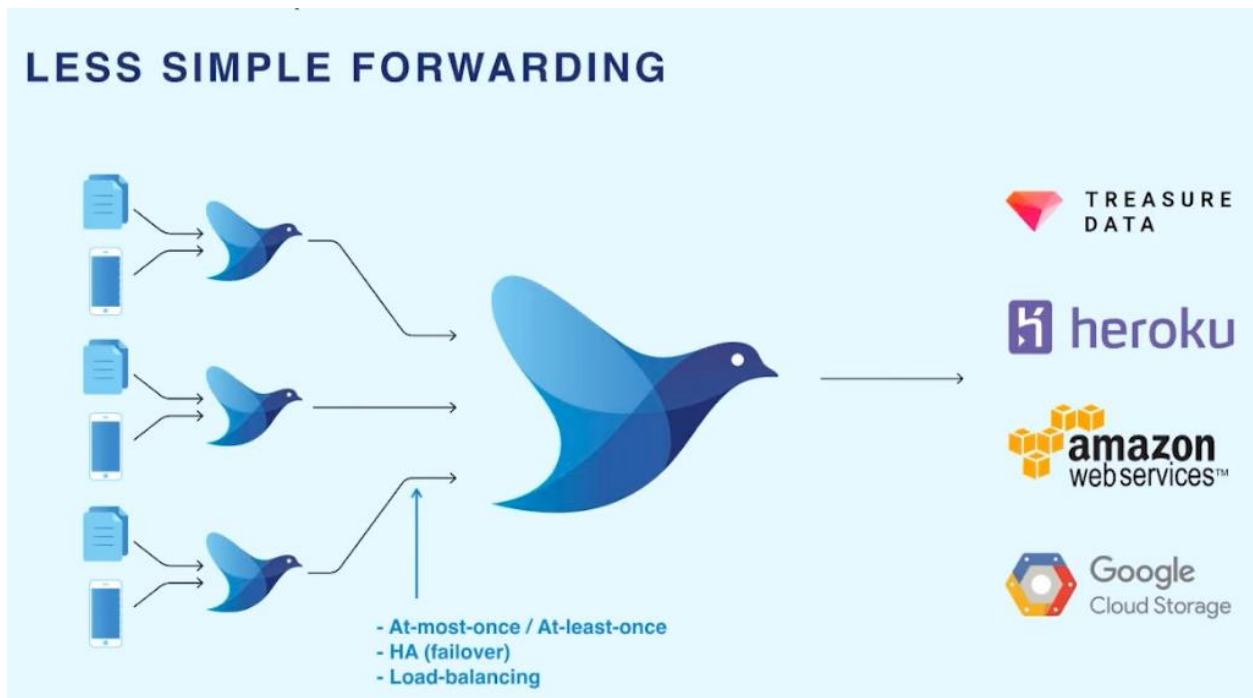 LESS SIMPLE FORWARDING
TREASURE
DATA
heroku
amazon
webservices™
Google
Cloud Storage
- At-most-once / At-least-once
- HA (failover)
- Load-balancing